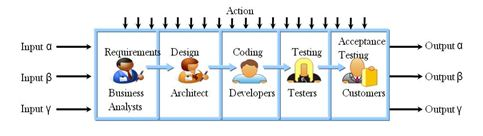 Action
Input α
Input β
Input γ
Requirements
Business
Analysts
Design
Architect
Coding
Developers
Testing
Testers
Acceptance
Testing
Customers
Output α
Output β
Output γ